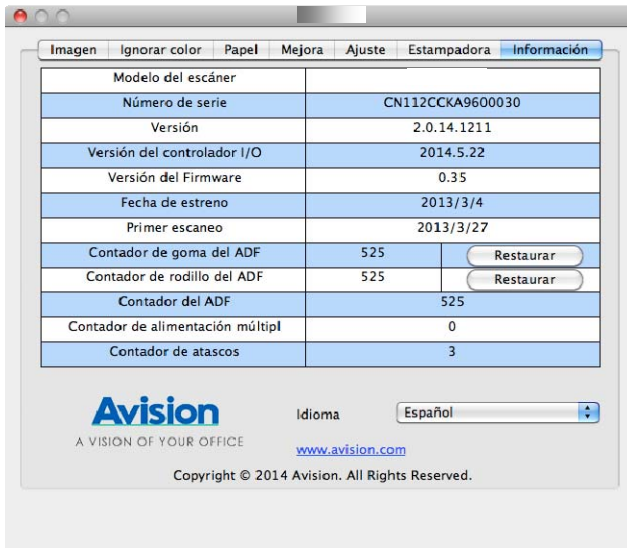 Imagen Ignorar color Papel Mejora Ajuste Estampadora Información
Modelo del escáner
Número de serie CN112CCKA9600030
Versión 2.0.14.1211
Versión del controlador I/O 2014.5.22
Versión del Firmware 0.35
Fecha de estreno 2013/3/4
Primer escaneo 2013/3/27
Contador de goma del ADF 525 Restaurar
Contador de rodillo del ADF 525 Restaurar
Contador del ADF 525
Contador de alimentación múltipl 0
Contador de atascos 3
Avision
A VISION OF YOUR OFFICE
Idioma Español
www.avision.com
Copyright © 2014 Avision. All Rights Reserved.